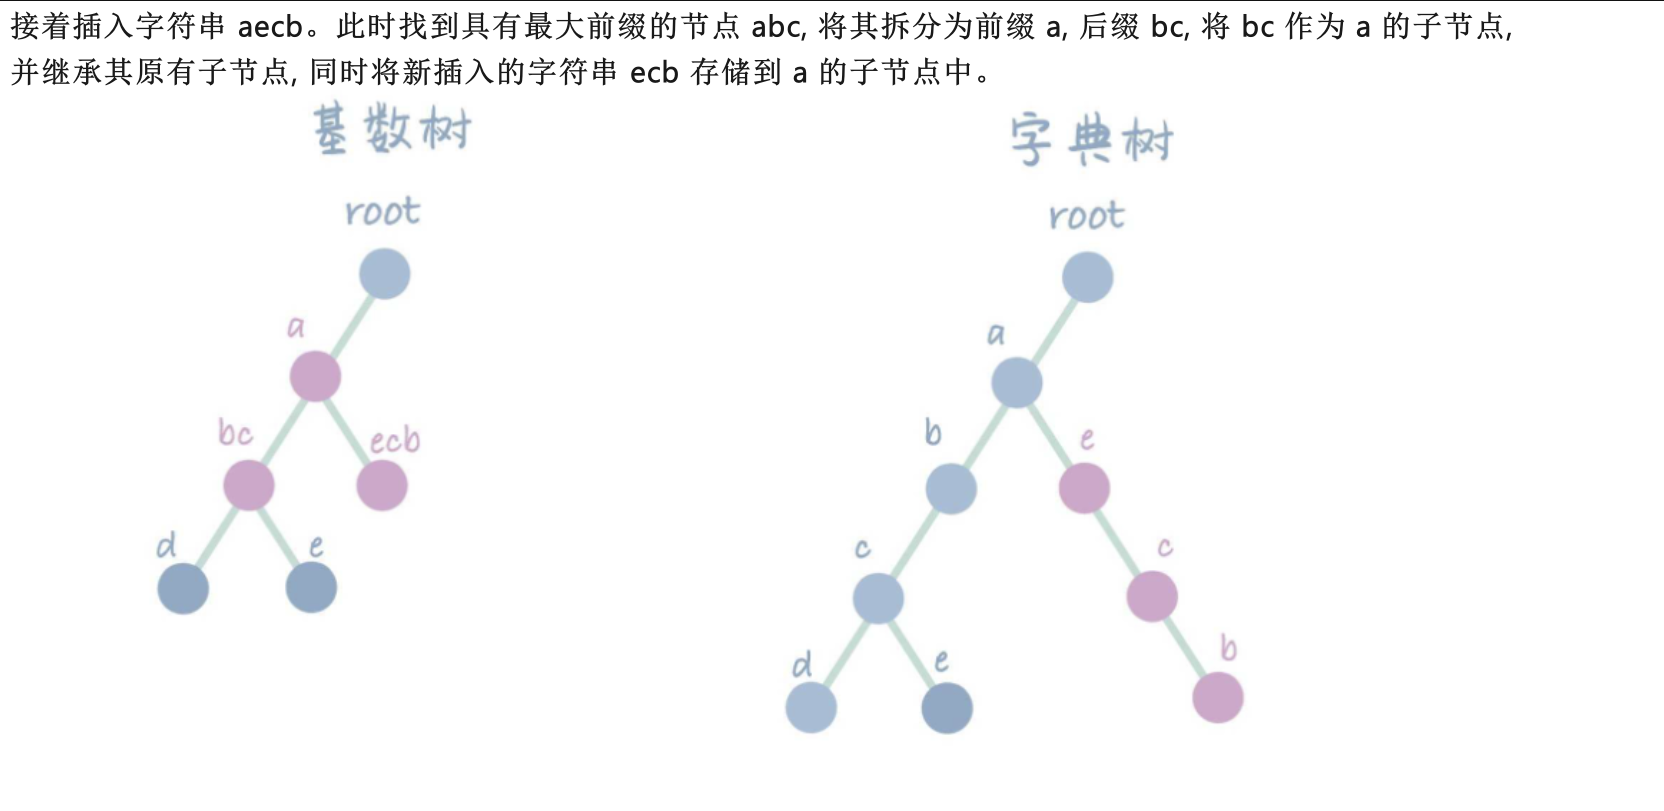 接着插入字符串 aecb。此时找到具有最大前缀的节点 abc, 将其拆分为前缀 a, 后缀 bc, 将 bc 作为 a 的子节点,
并继承其原有子节点, 同时将新插入的字符串 ecb 存储到 a 的子节点中。
基数树
root
a
bc
ecb
d
e
字典树
root
a
b
e
c
c
d
e
b